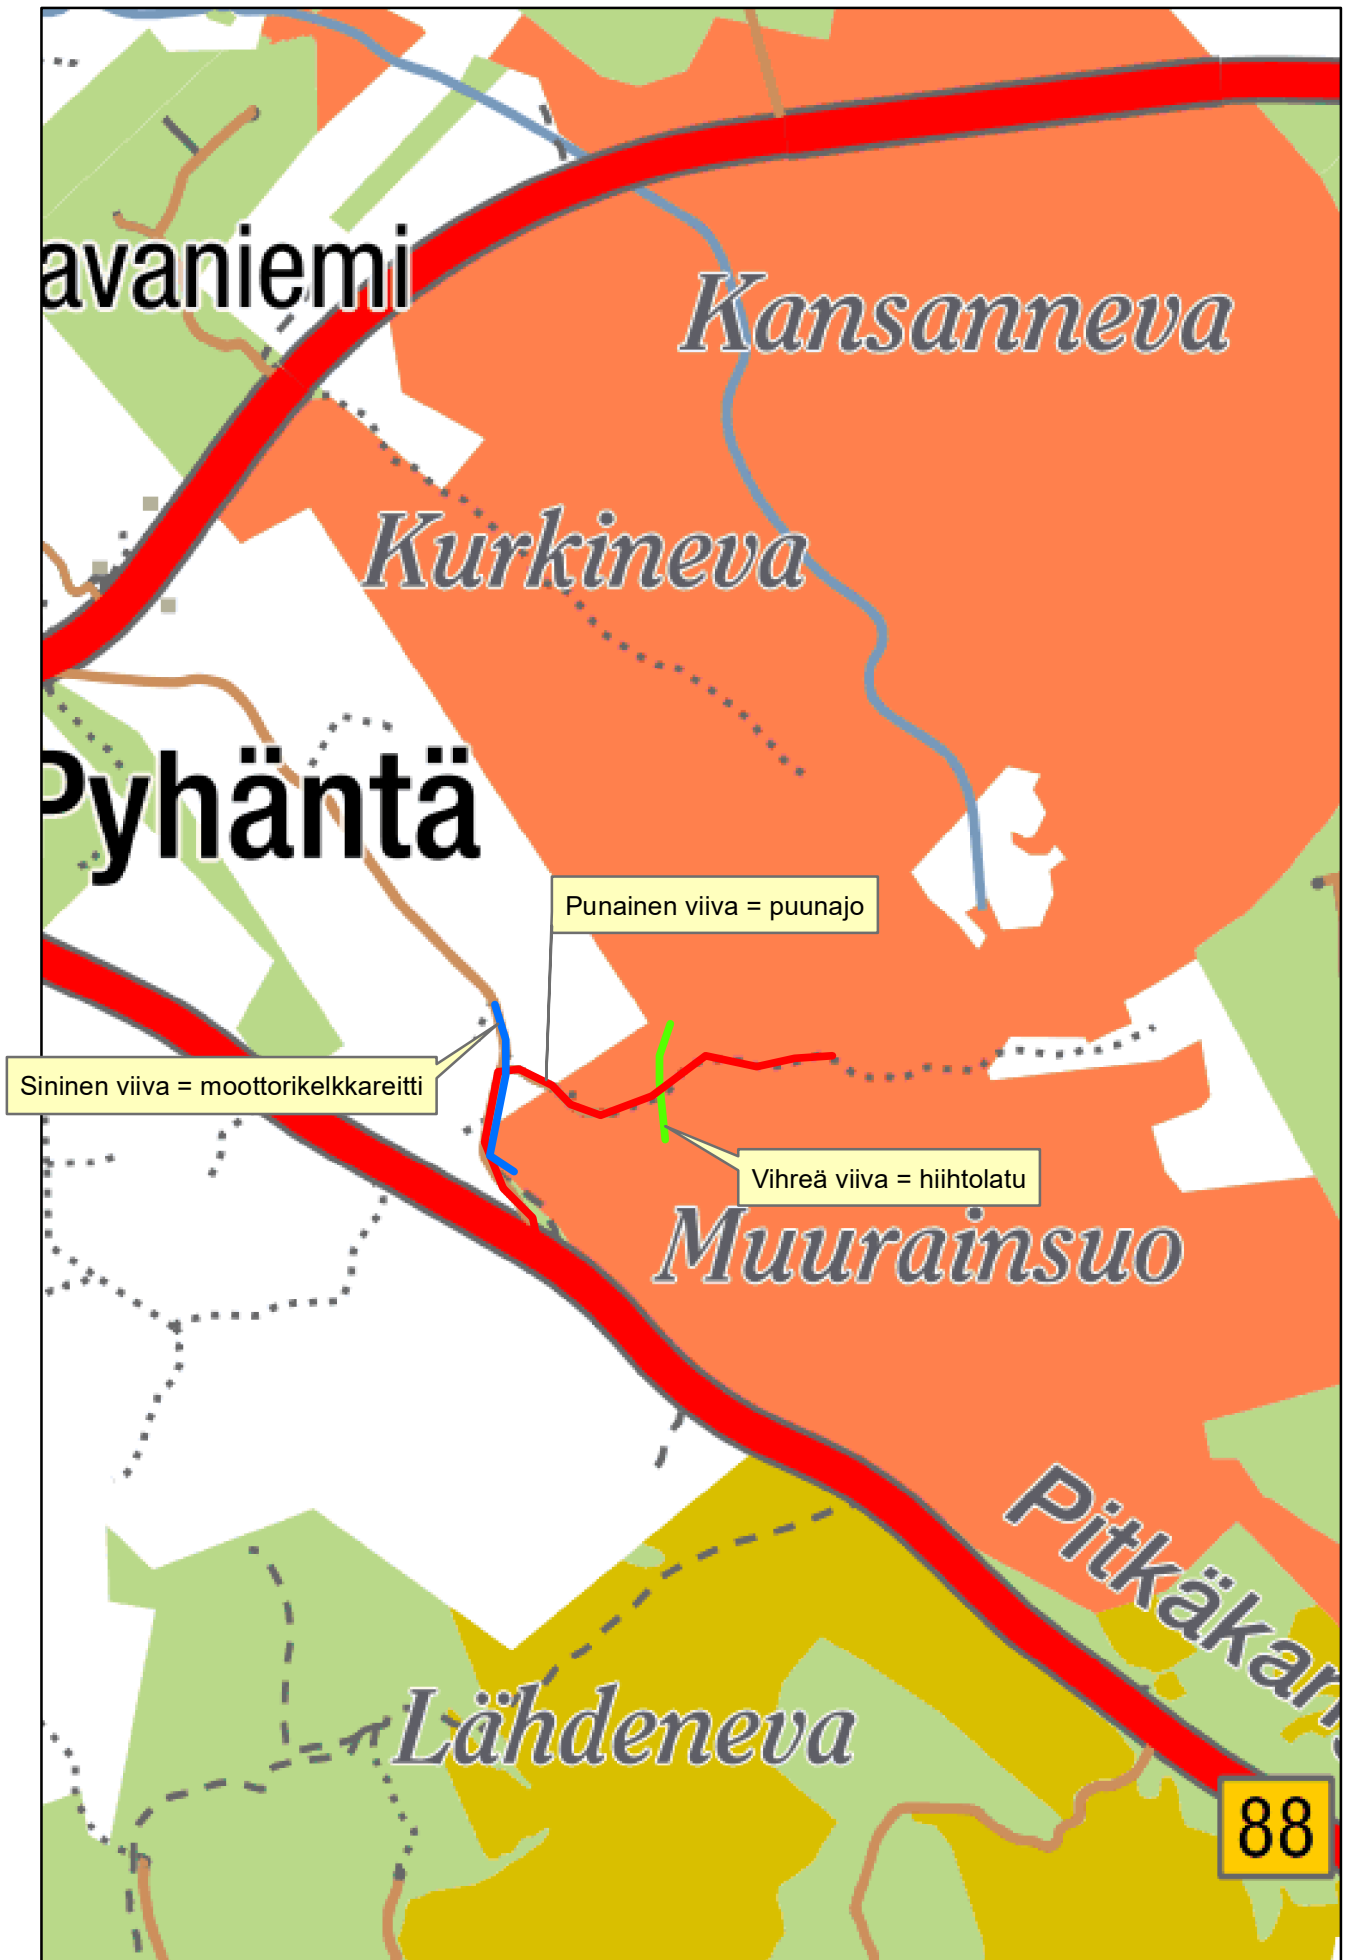 avaniemi
Kansanneva
Kurkineva
Pyhäntä
Punainen viiva = puunajo
Sininen viiva = moottorikelkkareitti
Vihreä viiva = hiihtolatu
Muurainsuo
Pitkäkan
Lähdeneva
88